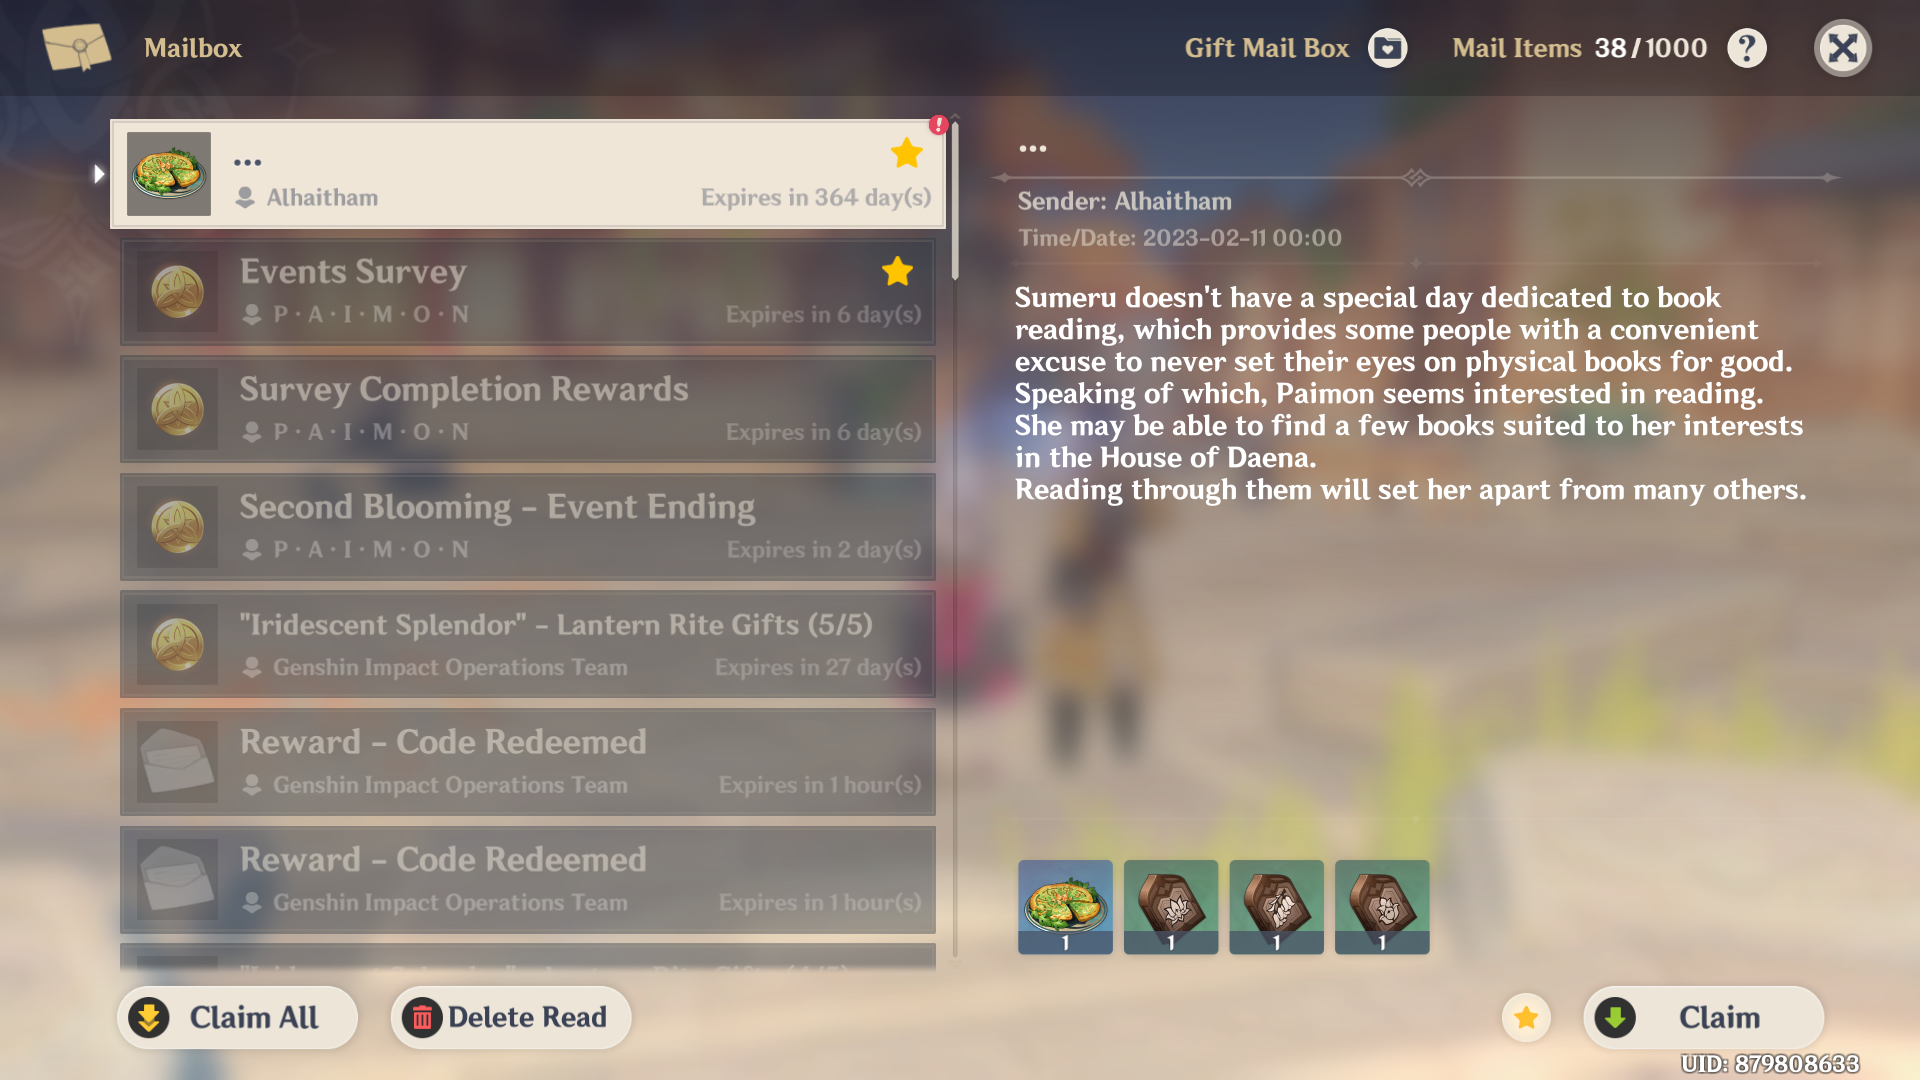 Mailbox
Gift Mail Box
Mail Items 38/1000
?
...
Alhaitham
Expires in 364 day(s)
!
Events Survey
P·A·I·M·O·N
Expires in 6 day(s)
Survey Completion Rewards
P·A·I·M·O·N
Expires in 6 day(s)
Second Blooming - Event Ending
P·A·I·M·O·N
Expires in 2 day(s)
"Iridescent Splendor" - Lantern Rite Gifts (5/5)
Genshin Impact Operations Team
Expires in 27 day(s)
Reward - Code Redeemed
Genshin Impact Operations Team
Expires in 1 hour(s)
Reward - Code Redeemed
Genshin Impact Operations Team
Expires in 1 hour(s)
Claim All
Delete Read
...
Sender: Alhaitham
Time/Date: 2023-02-11 00:00
Sumeru doesn't have a special day dedicated to book
reading, which provides some people with a convenient
excuse to never set their eyes on physical books for good.
Speaking of which, Paimon seems interested in reading.
She may be able to find a few books suited to her interests
in the House of Daena.
Reading through them will set her apart from many others.
1
1
1
1
Claim
UID: 879808633